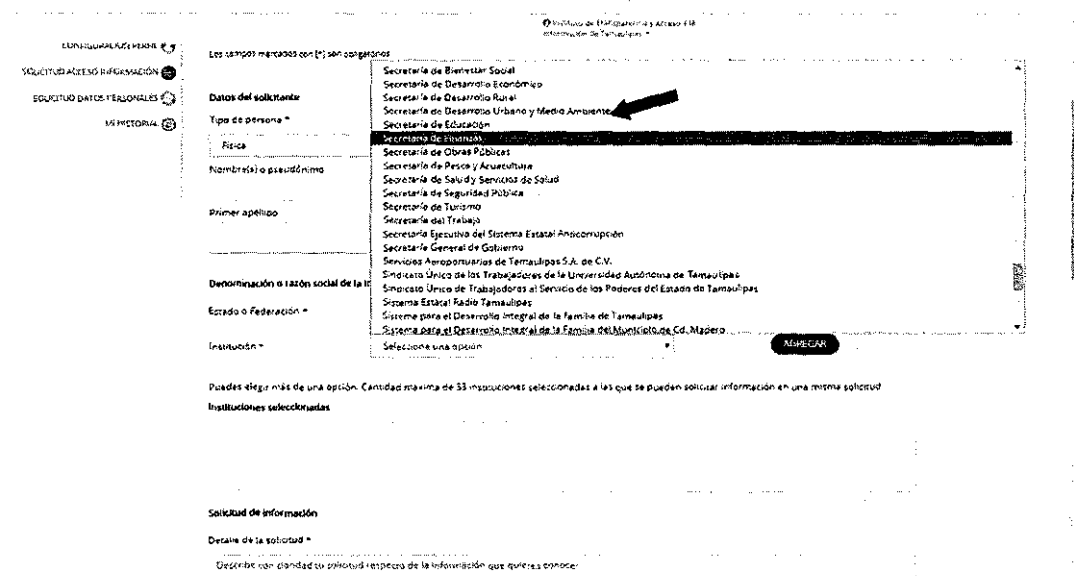 Instituto de Transparencia y Acceso a la
Información de Tamaulipas
CONFIGURACIÓN PERFIL
Los campos marcados con [*] son obligatorios
SOLICITUD ACCESO INFORMACIÓN
SOLICITUD DATOS PERSONALES
MI HISTORIAL
Datos del solicitante
Tipo de persona *
Física
Nombre(s) o pseudónimo
Primer apellido
Secretaría de Bienestar Social
Secretaría de Desarrollo Económico
Secretaría de Desarrollo Rural
Secretaría de Desarrollo Urbano y Medio Ambiente
Secretaría de Educación
Secretaría de Finanzas
Secretaría de Obras Públicas
Secretaría de Pesca y Acuacultura
Secretaría de Salud y Servicios de Salud
Secretaría de Seguridad Pública
Secretaría de Turismo
Secretaría del Trabajo
Secretaría Ejecutiva del Sistema Estatal Anticorrupción
Secretaría General de Gobierno
Servicios Aeroportuarios de Tamaulipas S.A. de C.V.
Sindicato Único de los Trabajadores de la Universidad Autónoma de Tamaulipas
Sindicato Único de Trabajadores al Servicio de los Poderes del Estado de Tamaulipas
Sistema Estatal Radio Tamaulipas
Sistema para el Desarrollo Integral de la Familia de Tamaulipas
Sistema para el Desarrollo Integral de la Familia del Municipio de Cd. Madero
Denominación o razón social de la
Estado o Federación *
Institución *
Seleccione una opción
AGREGAR
Puedes elegir más de una opción. Cantidad máxima de 33 instituciones seleccionadas a las que se pueden solicitar información en una misma solicitud
Instituciones seleccionadas
Solicitud de información
Detalle de la solicitud *
Describe con claridad tu solicitud respecto de la información que quieres conocer